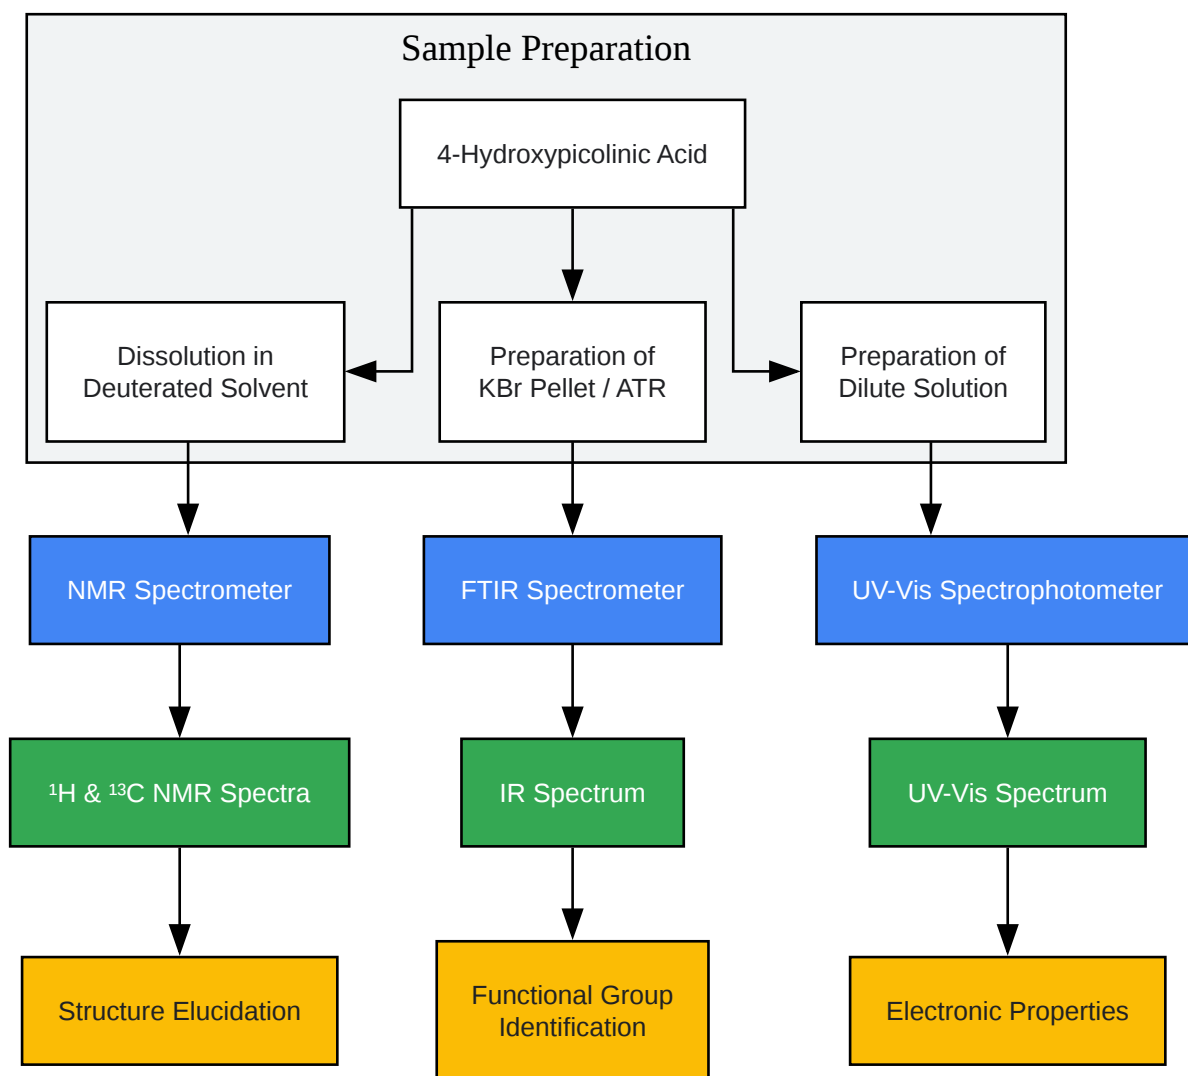 Sample Preparation
4-Hydroxypicolinic Acid
Dissolution in
Deuterated Solvent
Preparation of
KBr Pellet / ATR
Preparation of
Dilute Solution
NMR Spectrometer
FTIR Spectrometer
UV-Vis Spectrophotometer
¹H & ¹³C NMR Spectra
IR Spectrum
UV-Vis Spectrum
Structure Elucidation
Functional Group
Identification
Electronic Properties